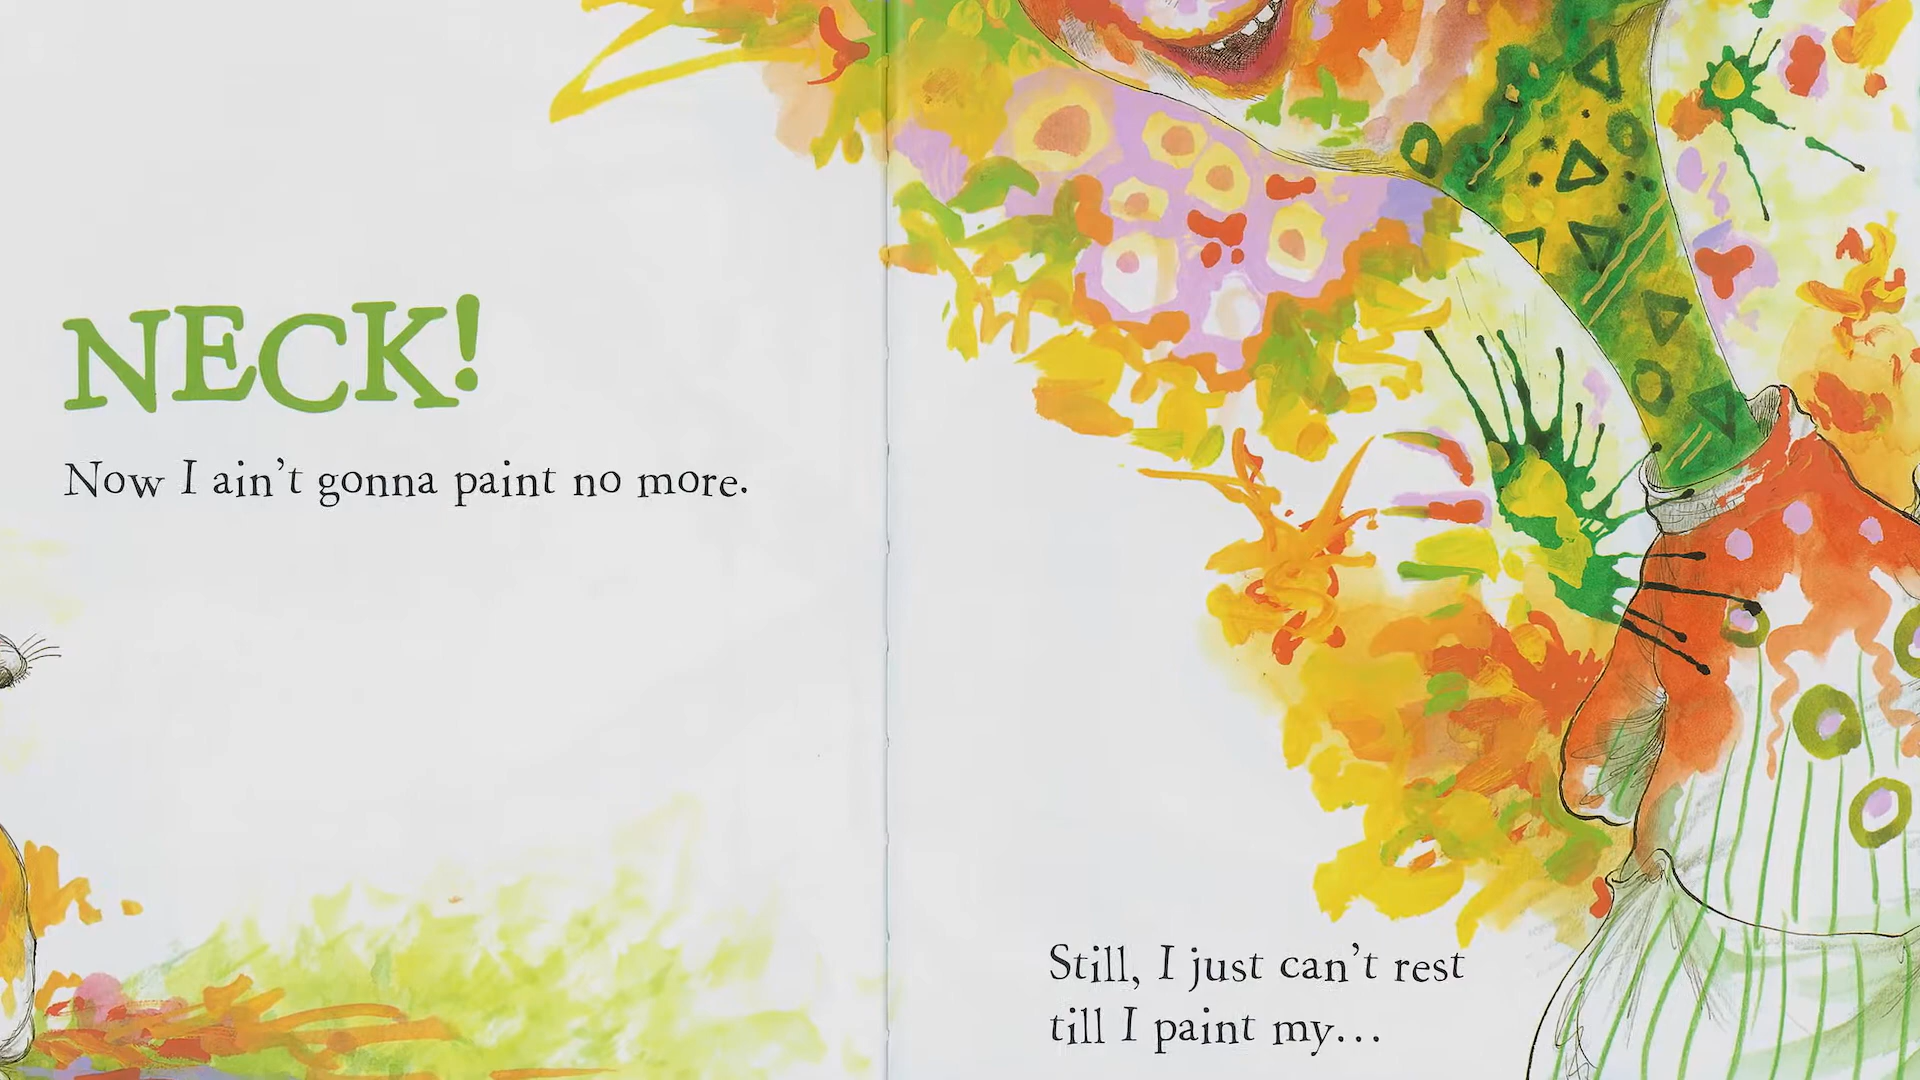 NECK!
Now I ain't gonna paint no more.
Still, I just can't rest
till I paint my...